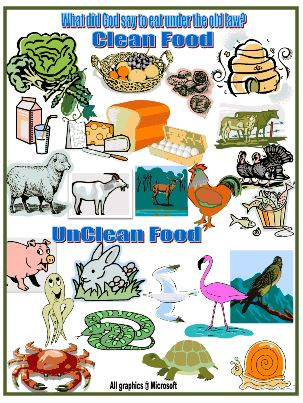 What did God say to eat under the old law?
Clean Food
UnClean Food
All graphics @ Microsoft